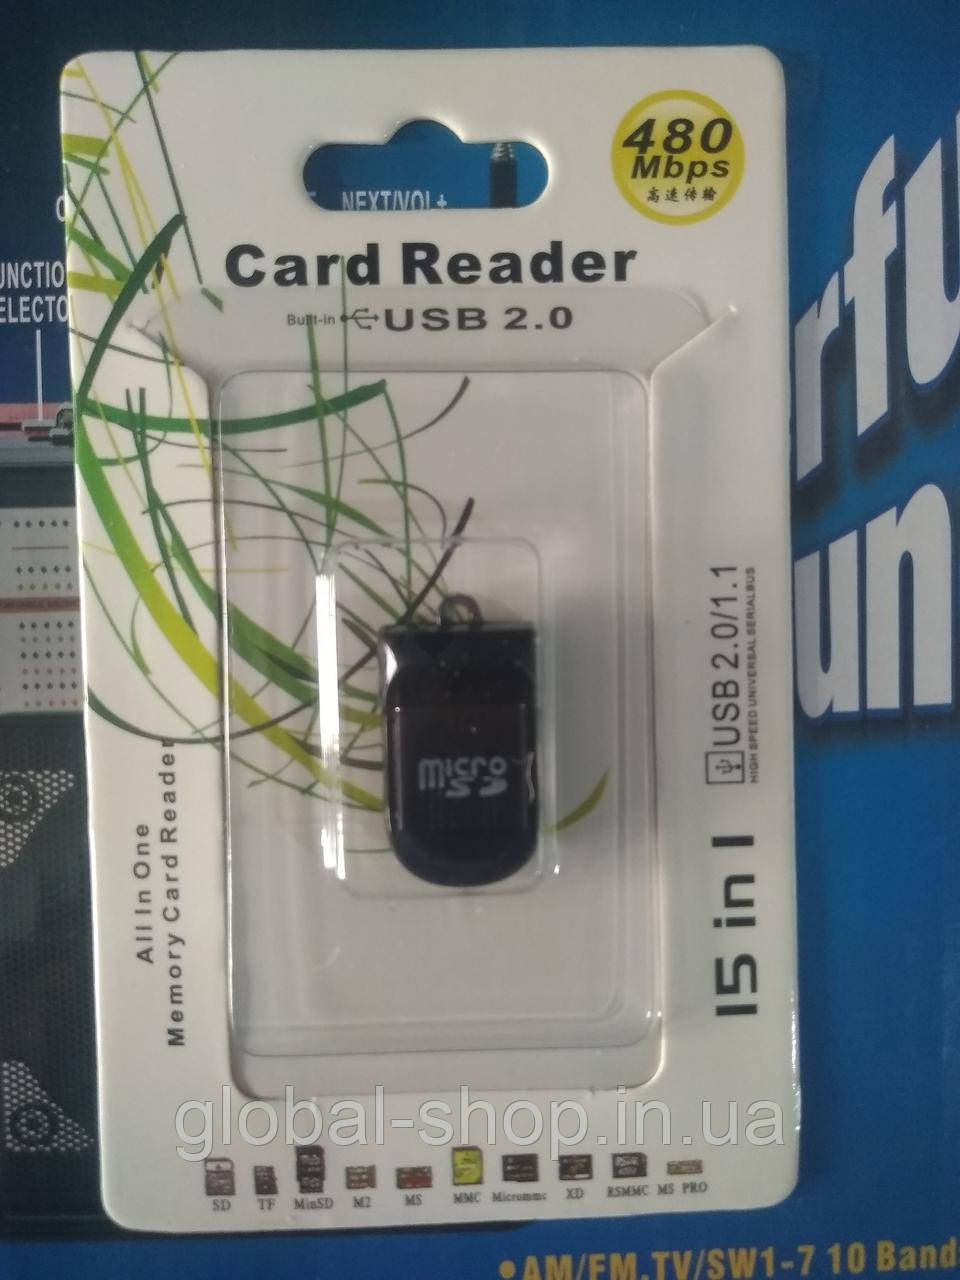 480
Mbps
高速传输
NEXT/VOL+
Card Reader
Built-in USB 2.0
USB 2.0/1.1
HIGH SPEED UNIVERSAL SERIALBUS
micro
SD
All In One
Memory Card Reader
15 in 1
global-shop.in.ua
SD TF MiniSD M2 MS MMC Micrommc XD RSMMC MS PRO
•AM/FM.TV/SW1-7 10 Band